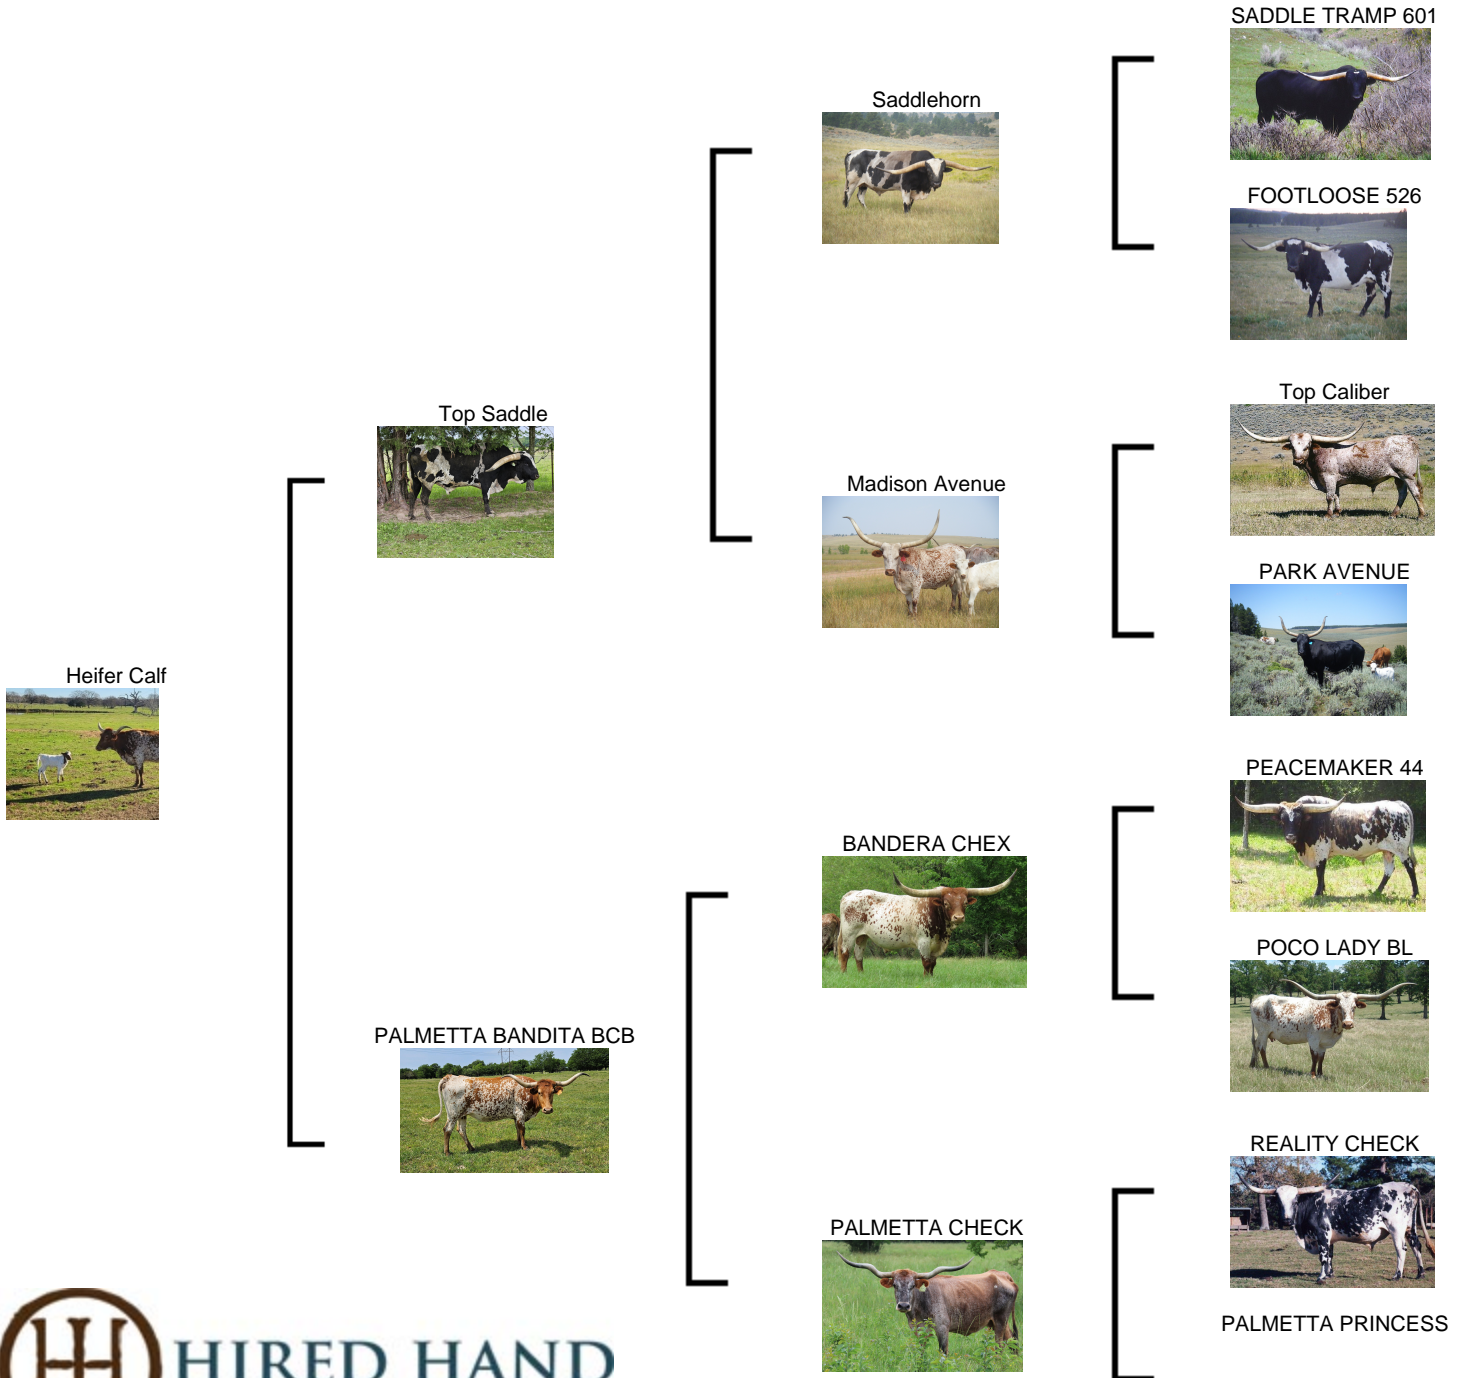 SADDLE TRAMP 601
Saddlehorn
FOOTLOOSE 526
Top Caliber
Top Saddle
Madison Avenue
PARK AVENUE
Heifer Calf
PEACEMAKER 44
BANDERA CHEX
POCO LADY BL
PALMETTA BANDITA BCB
REALITY CHECK
PALMETTA CHECK
PALMETTA PRINCESS
HIRED HAND